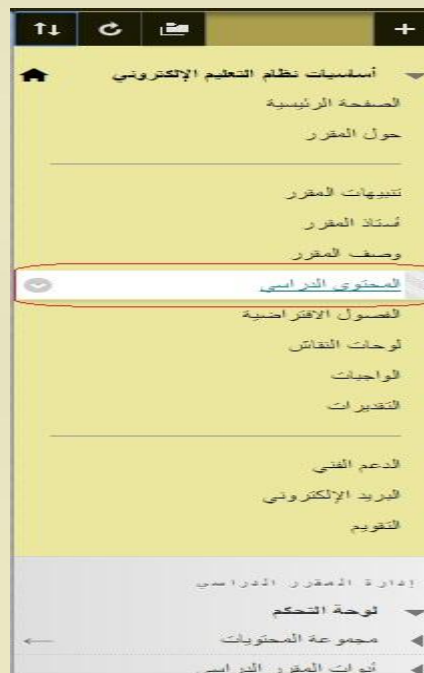 أساسيات نظام التعليم الإلكتروني
الصفحة الرئيسية
حول المقرر
تنبيهات المقرر
أستاذ المقرر
وصف المقرر
المحتوى الدراسي
الفصول الافتراضية
لوحات النقاش
الواجبات
التقديرات
الدعم الفني
البريد الإلكتروني
التقويم
إدارة المقرر الدراسي
لوحة التحكم
مجموعة المحتويات
أدوات المقرر الدراسي